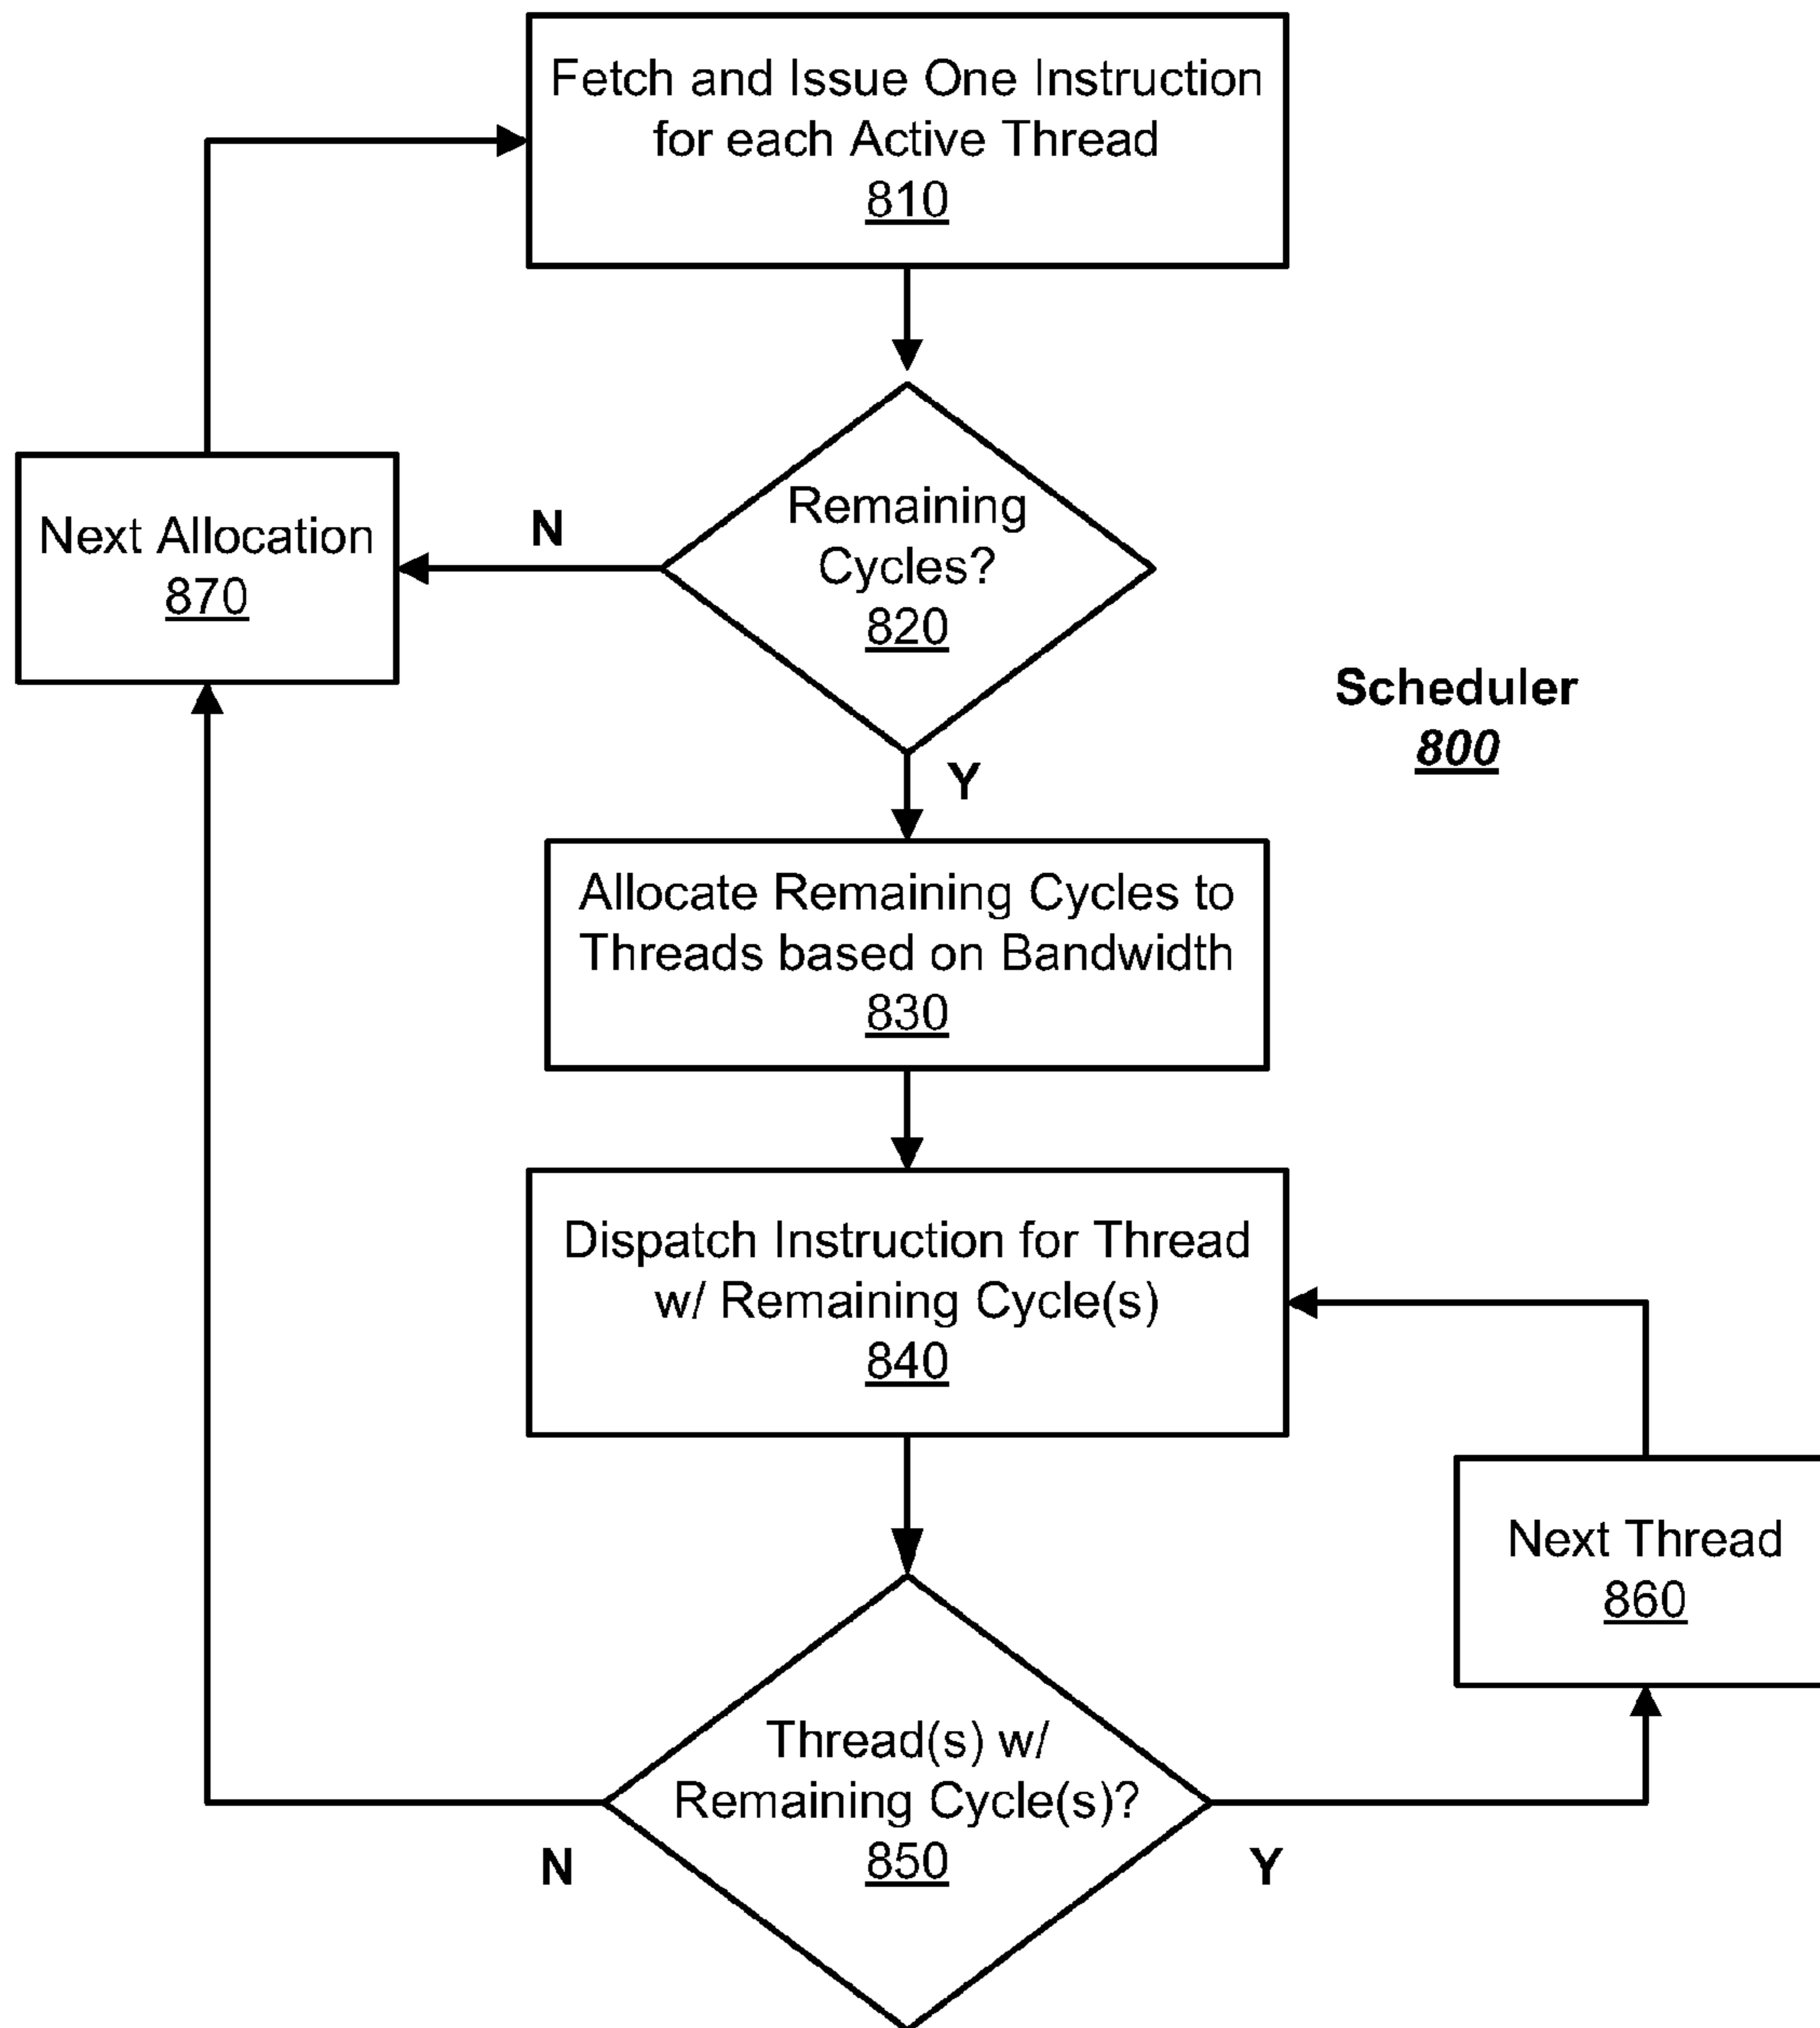 Fetch and Issue One Instruction
for each Active Thread
810
Remaining
Cycles?
820
N
Next Allocation
870
Y
Scheduler
800
Allocate Remaining Cycles to
Threads based on Bandwidth
830
Dispatch Instruction for Thread
w/ Remaining Cycle(s)
840
Next Thread
860
Thread(s) w/
Remaining Cycle(s)?
850
N
Y